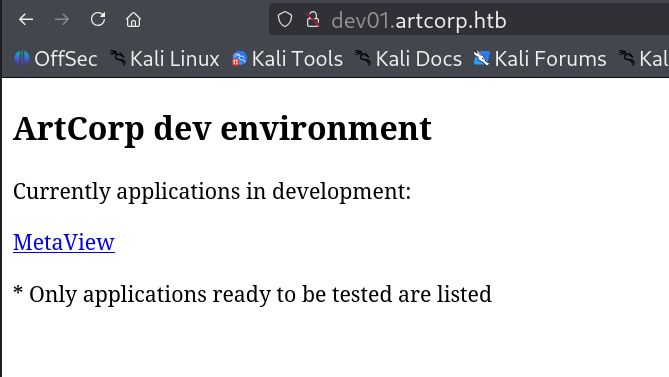 dev01.artcorp.htb
OffSec Kali Linux Kali Tools Kali Docs Kali Forums Kal
ArtCorp dev environment
Currently applications in development:
MetaView
* Only applications ready to be tested are listed